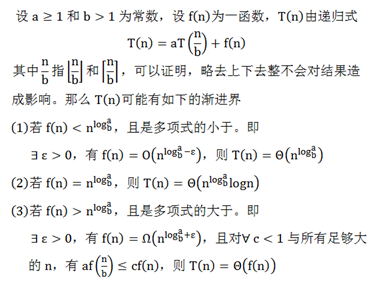 设 a ≥ 1 和 b > 1 为常数，设 f(n)为一函数，T(n)由递归式
T(n) = aT(n/b) + f(n)
其中 n/b 指 ⌊n/b⌋ 和 ⌈n/b⌉，可以证明，略去上下去整不会对结果造
成影响。那么 T(n)可能有如下的渐进界
(1)若 f(n) < n^{log_b^a}，且是多项式的小于。即
∃ ε > 0，有 f(n) = O(n^{log_b^a−ε})，则 T(n) = Θ(n^{log_b^a})
(2)若 f(n) = n^{log_b^a}，则 T(n) = Θ(n^{log_b^a}logn)
(3)若 f(n) > n^{log_b^a}，且是多项式的大于。即
∃ ε > 0，有 f(n) = Ω(n^{log_b^a+ε})，且对∀ c < 1 与所有足够大
的 n，有 af(n/b) ≤ cf(n)，则 T(n) = Θ(f(n))